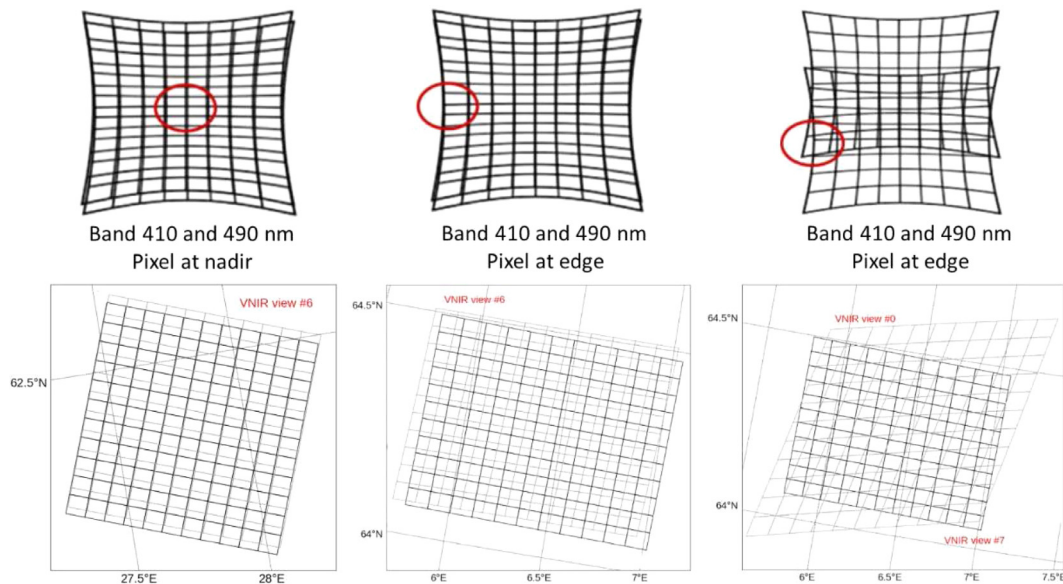 Band 410 and 490 nm
Pixel at nadir
Band 410 and 490 nm
Pixel at edge
Band 410 and 490 nm
Pixel at edge
VNIR view #6
62.5°N
27.5°E
28°E
64.5°N
VNIR view #6
64°N
6°E
6.5°E
7°E
64.5°N
VNIR view #0
64°N
VNIR view #7
6°E
6.5°E
7°E
7.5°E